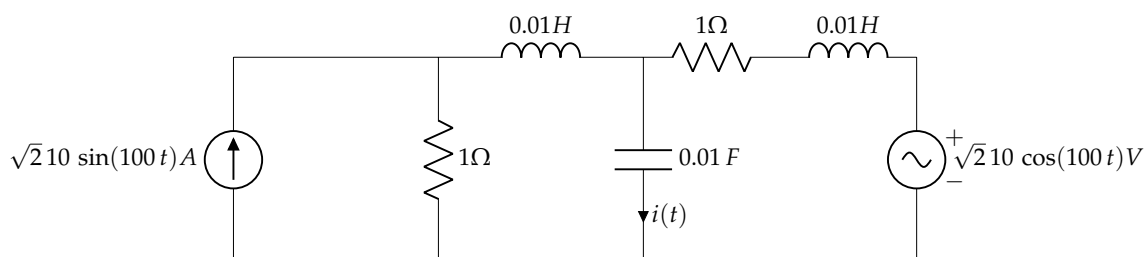 0.01H
1Ω
0.01H
√2 10 sin(100 t)A
1Ω
0.01 F
i(t)
+
−
√2 10 cos(100 t)V